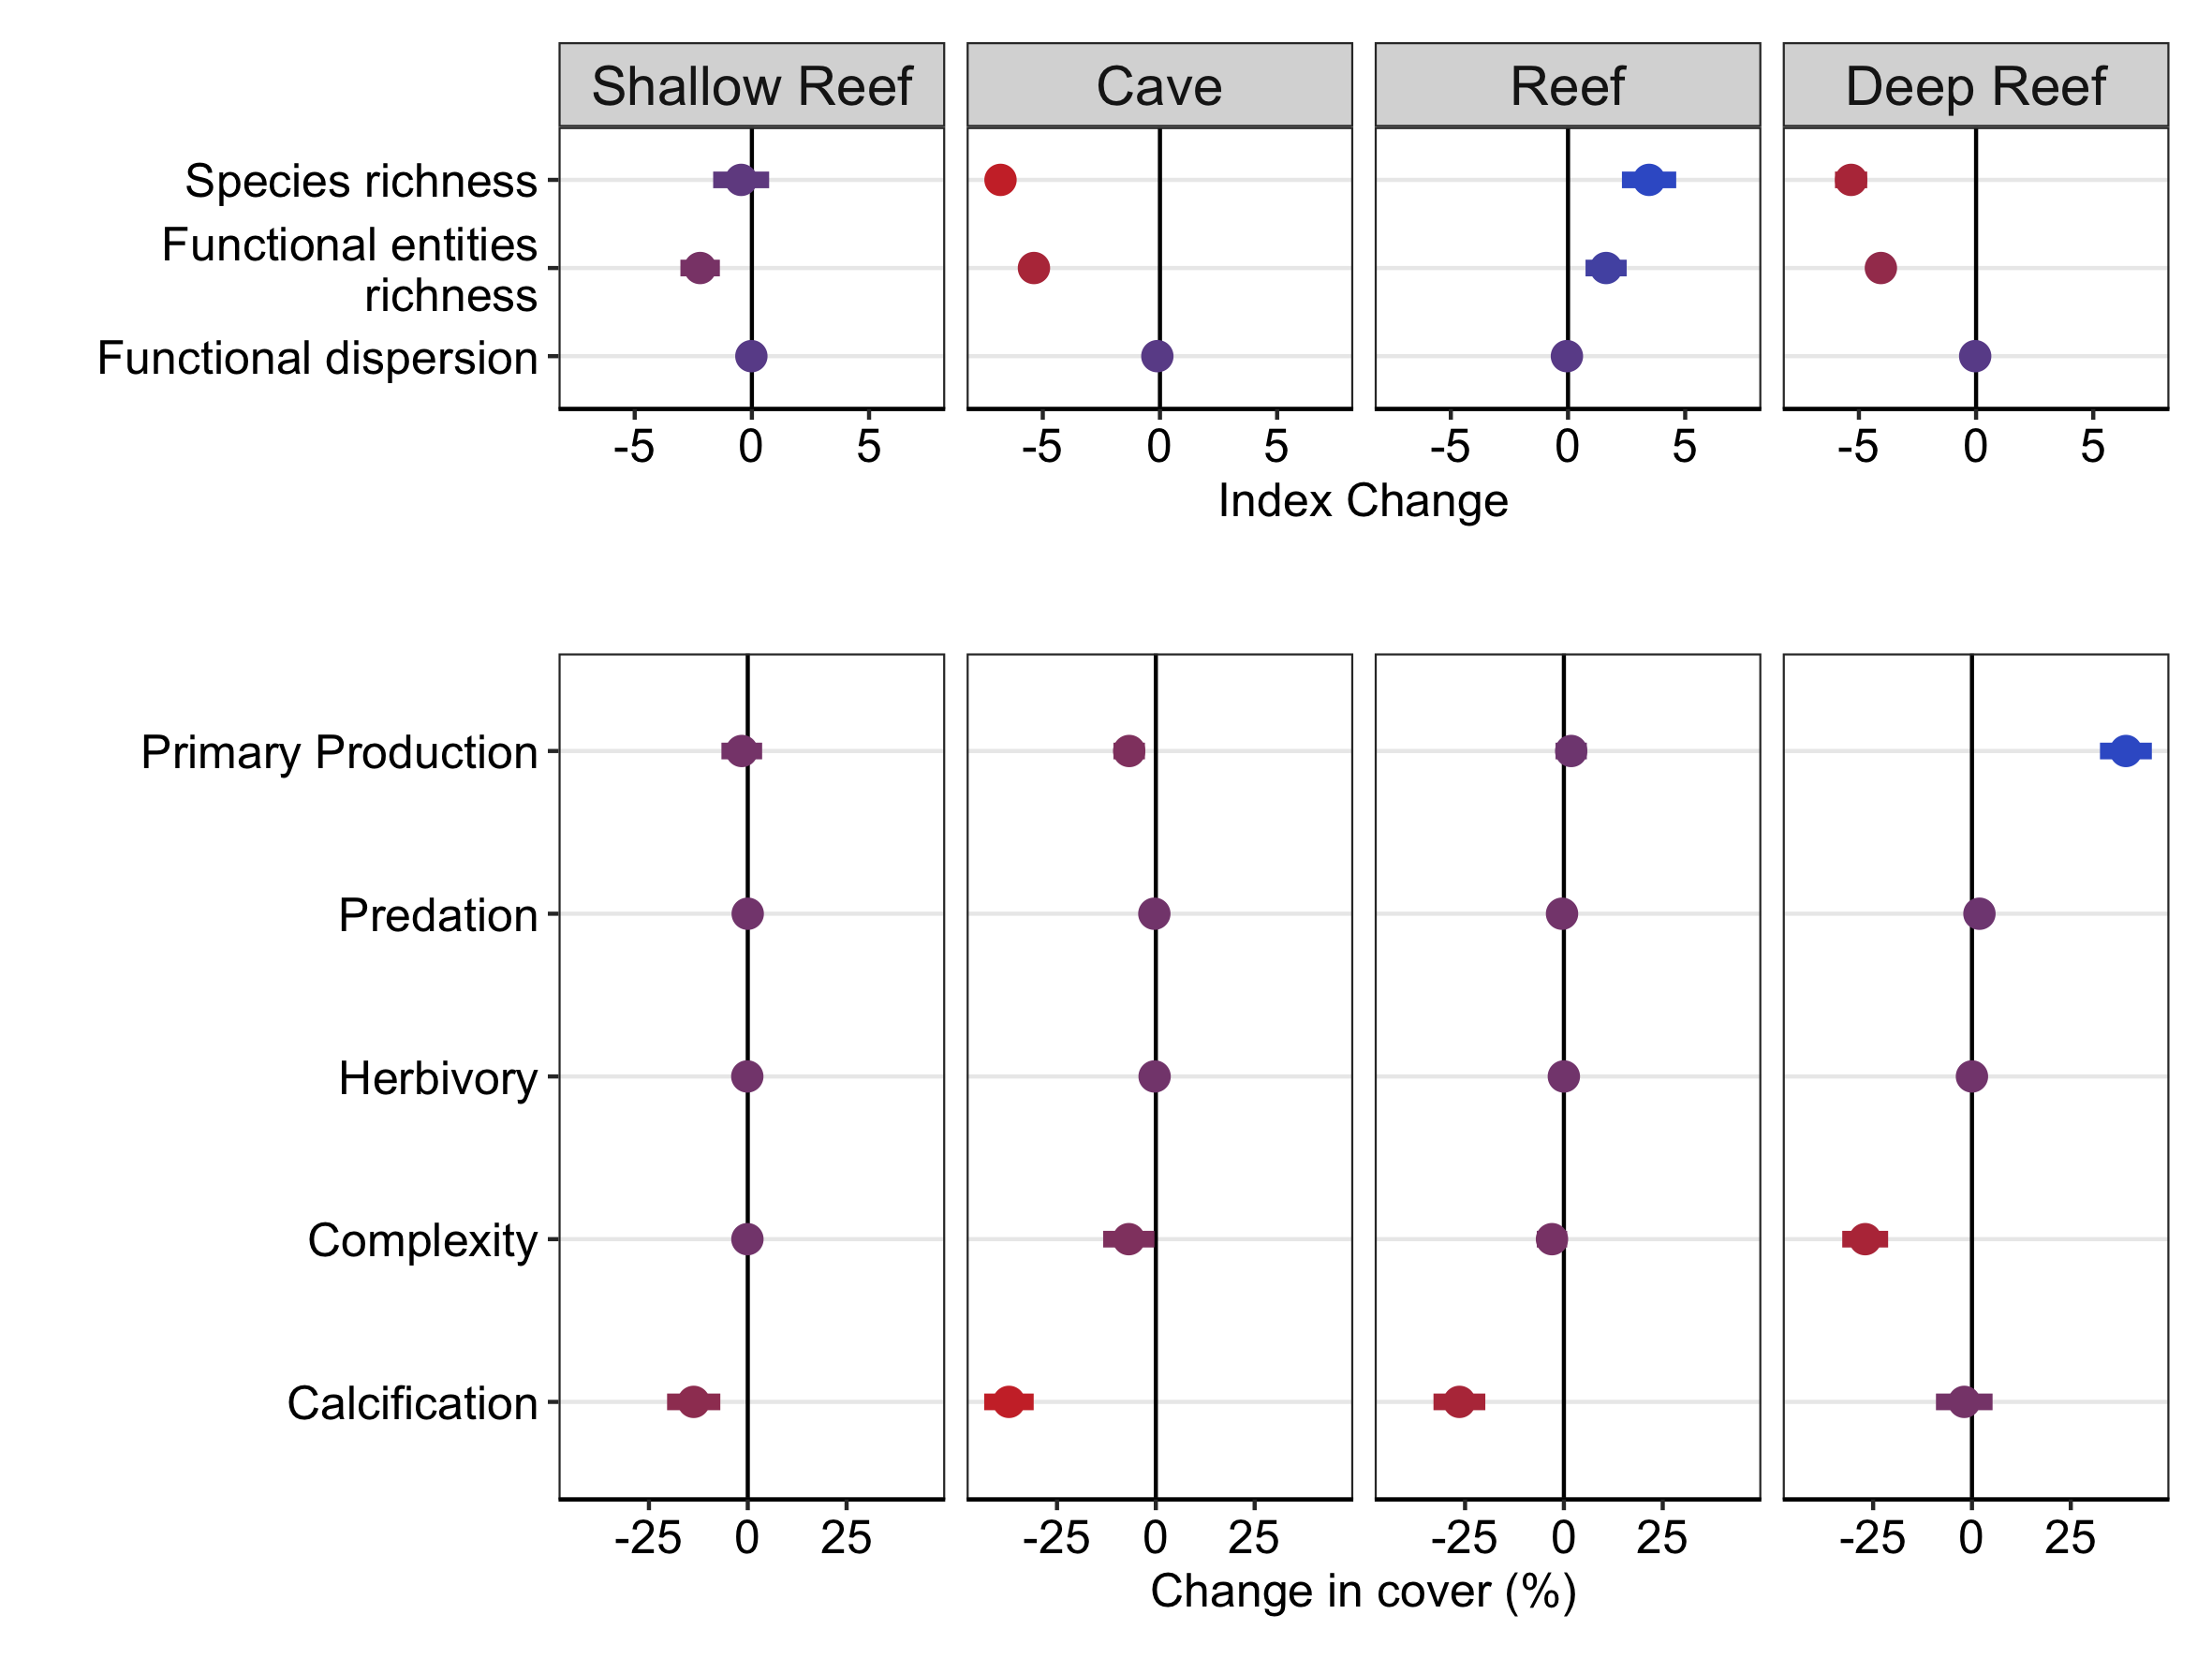 Shallow Reef Cave Reef Deep Reef
Species richness
Functional entities
richness
Functional dispersion
-5 0 5 -5 0 5 -5 0 5 -5 0 5
Index Change
Primary Production
Predation
Herbivory
Complexity
Calcification
-25 0 25 -25 0 25 -25 0 25 -25 0 25
Change in cover (%)